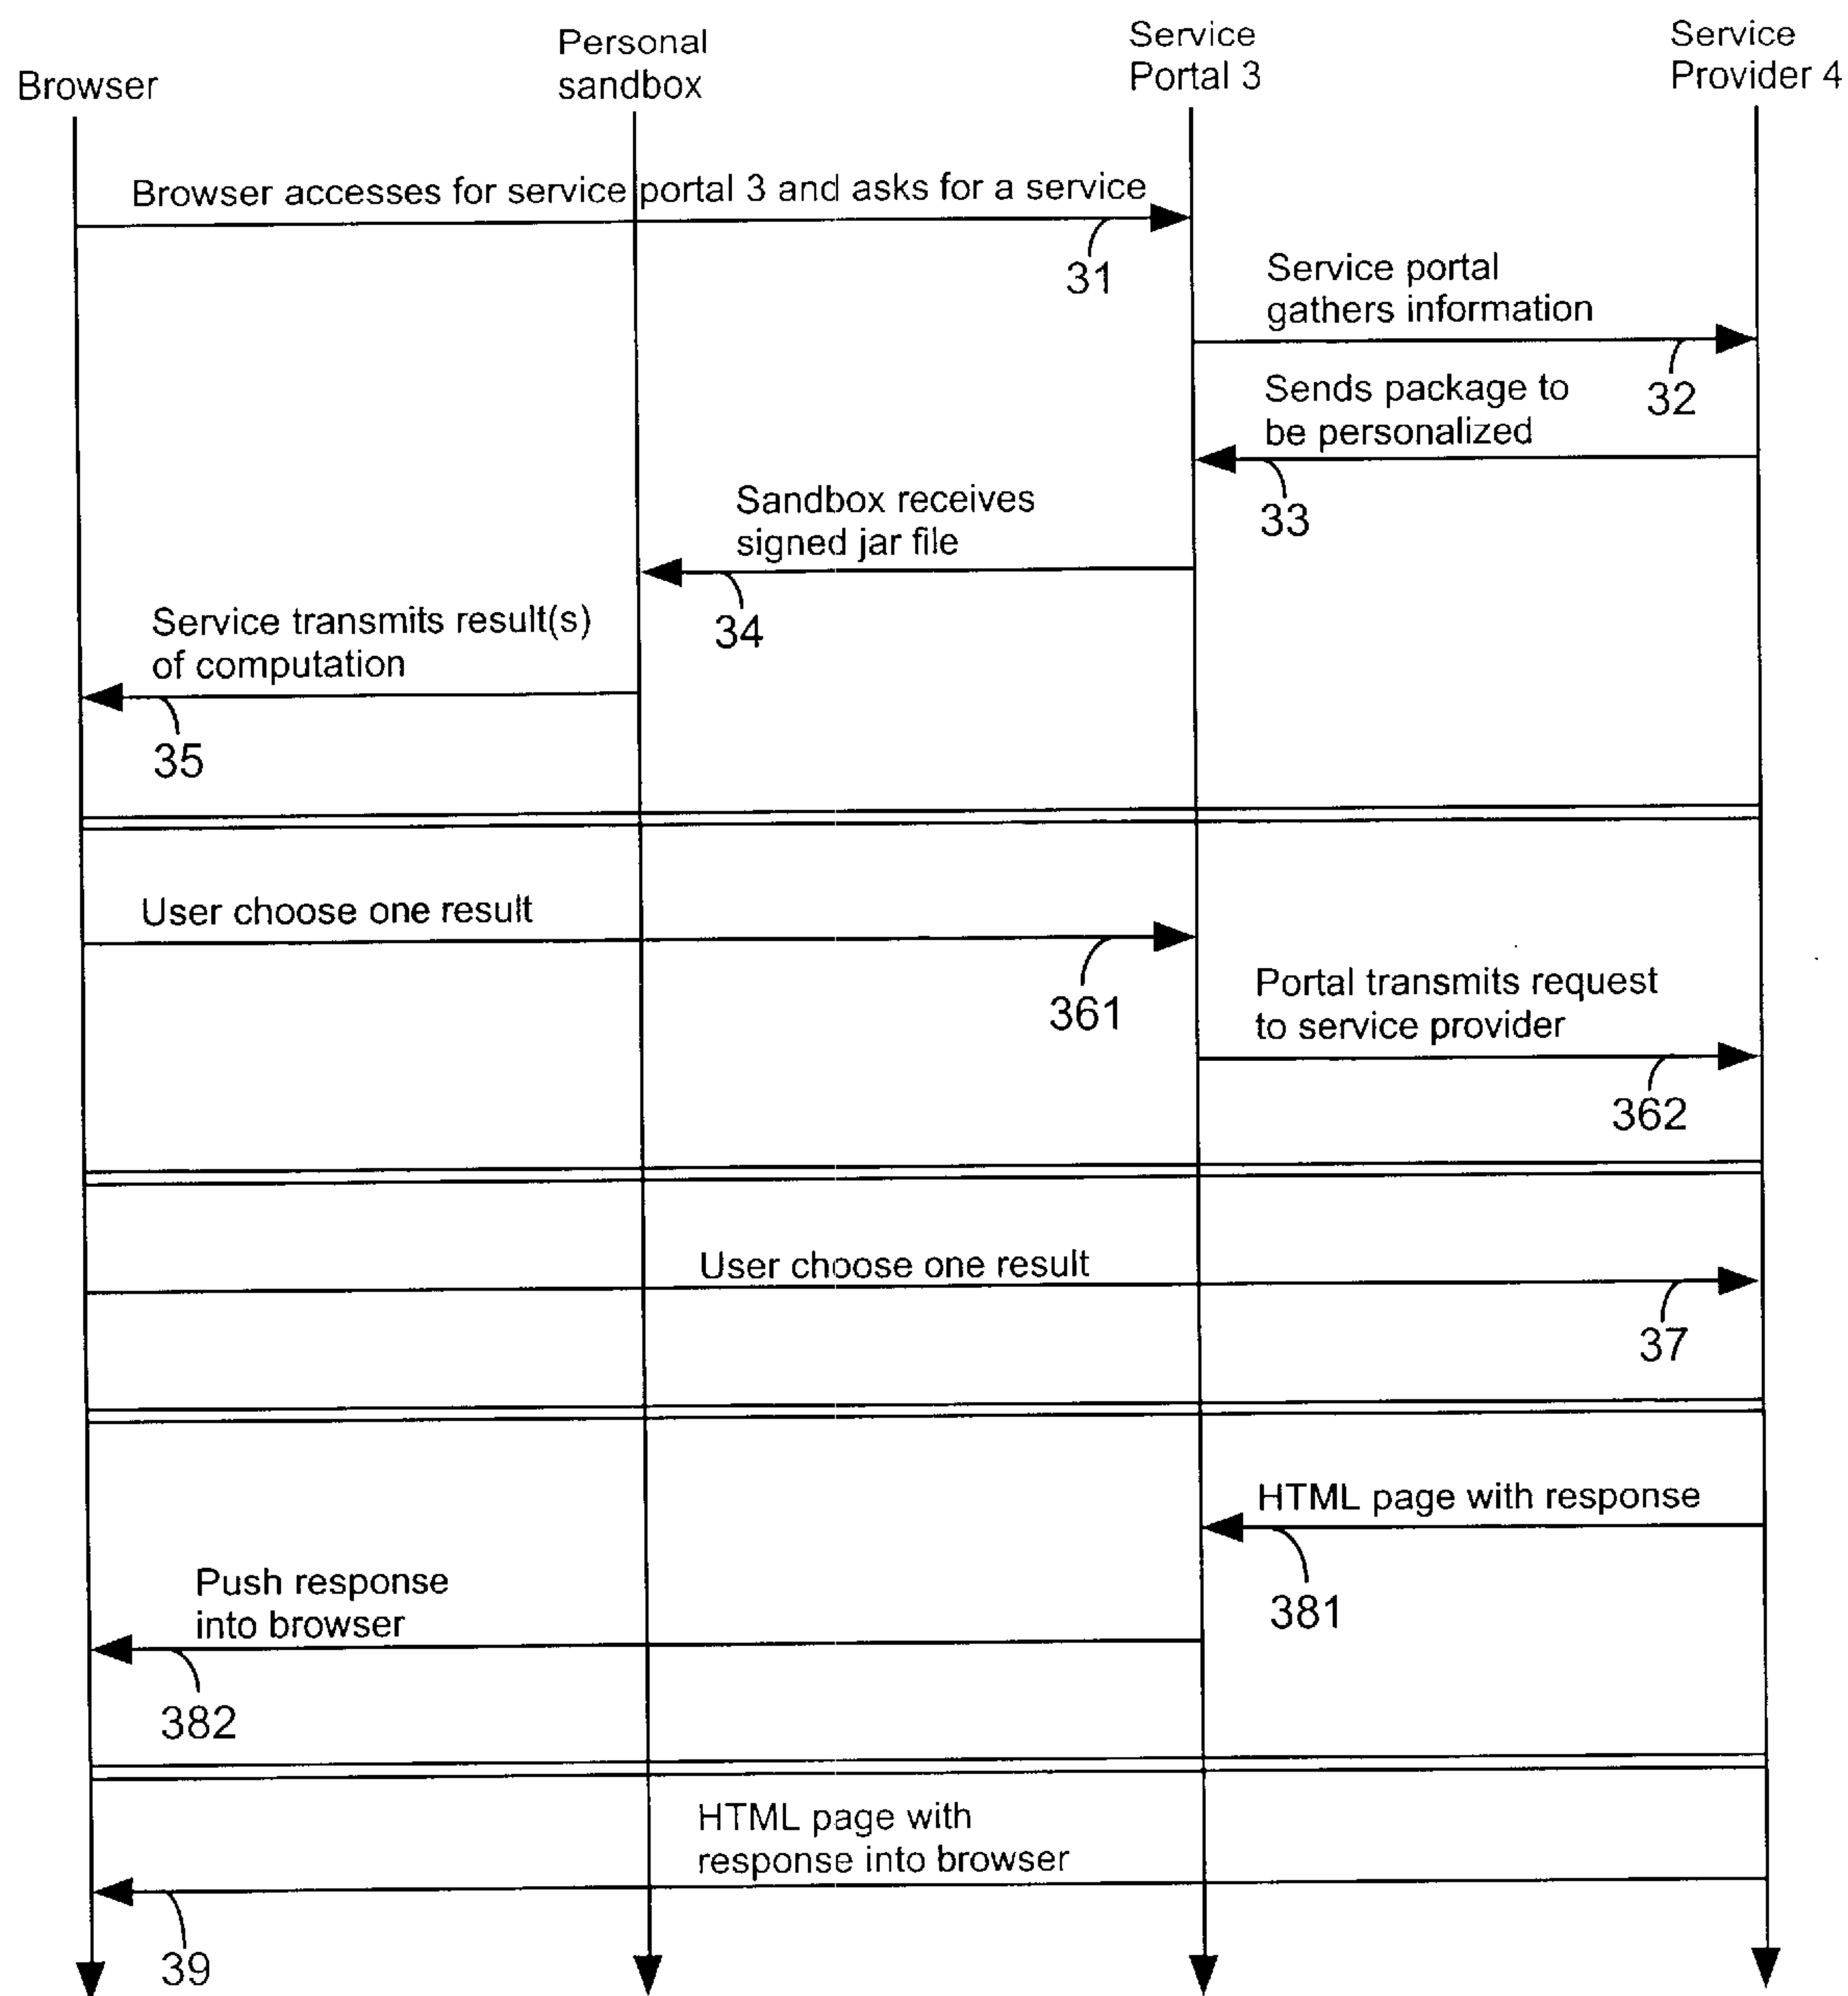 Browser
Personal
sandbox
Service
Portal 3
Service
Provider 4
Browser accesses for service portal 3 and asks for a service
31
Service portal
gathers information
32
Sends package to
be personalized
33
Sandbox receives
signed jar file
34
Service transmits result(s)
of computation
35
User choose one result
361
Portal transmits request
to service provider
362
User choose one result
37
HTML page with response
381
Push response
into browser
382
HTML page with
response into browser
39